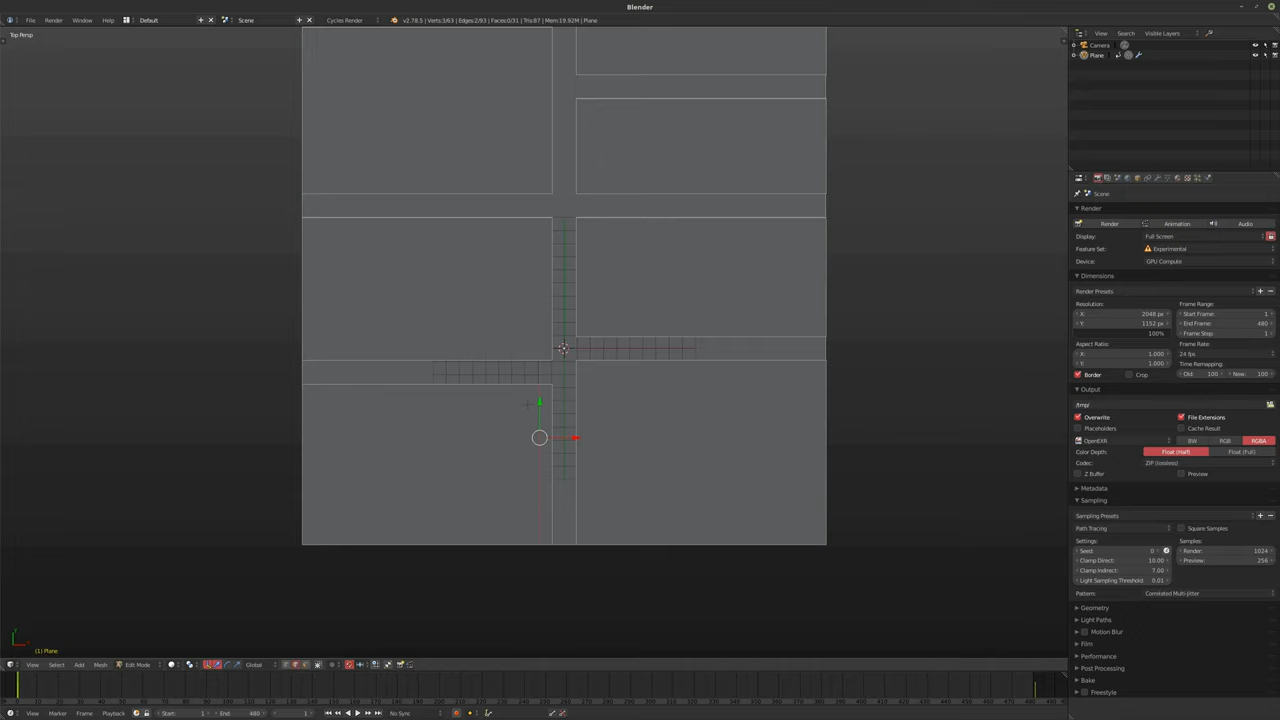 Blender
File Render Window Help Default Scene Cycles Render v2.78.5 | Verts:3/63 | Edges:2/93 | Faces:0/31 | Tris:87 | Mem:19.92M | Plane
Top Persp
View Search Visible Layers
Camera
Plane
Scene
Render
Render Animation Audio
Display: Full Screen
Feature Set: Experimental
Device: GPU Compute
Dimensions
Render Presets
Resolution: Frame Range:
X: 2048 px Start Frame: 1
Y: 1152 px End Frame: 480
100% Frame Step: 1
Aspect Ratio: Frame Rate:
X: 1.000 24 fps
Y: 1.000 Time Remapping:
Border Crop Old: 100 New: 100
Output
/tmp/
Overwrite File Extensions
Placeholders Cache Result
OpenEXR BW RGB RGBA
Color Depth: Float (Half) Float (Full)
Codec: ZIP (lossless)
Z Buffer Preview
Metadata
Sampling
Sampling Presets
Path Tracing Square Samples
Settings: Samples:
Seed: 0 Render: 1024
Clamp Direct: 10.00 Preview: 256
Clamp Indirect: 7.00
Light Sampling Threshold: 0.01
Pattern: Correlated Multi-Jitter
Geometry
Light Paths
Motion Blur
Film
Performance
Post Processing
Bake
Freestyle
(1) Plane
View Select Add Mesh Edit Mode Global
View Marker Frame Playback Start: 1 End: 480 1 No Sync